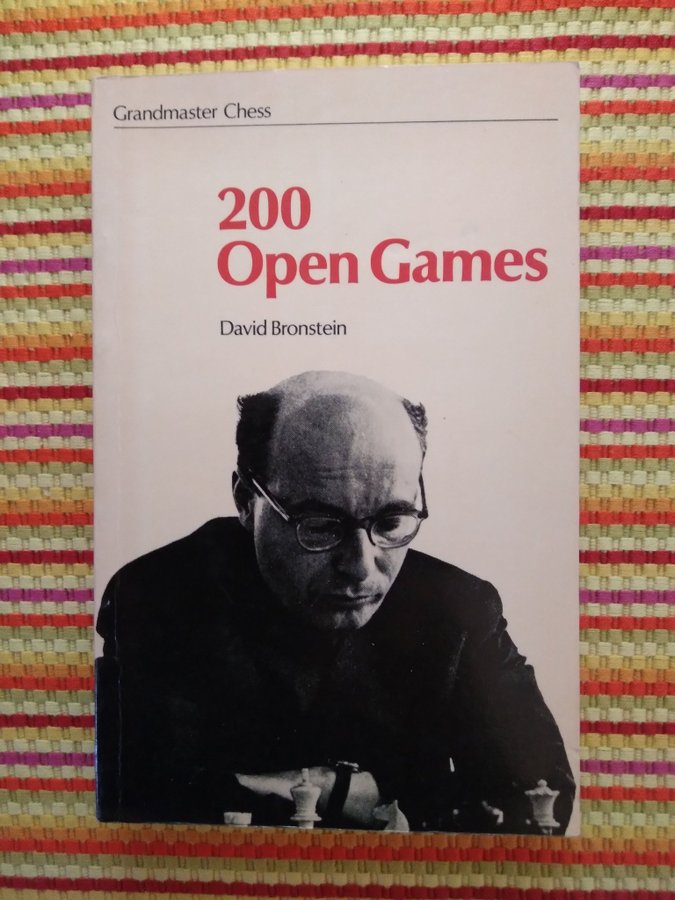 Grandmaster Chess
200
Open Games
David Bronstein